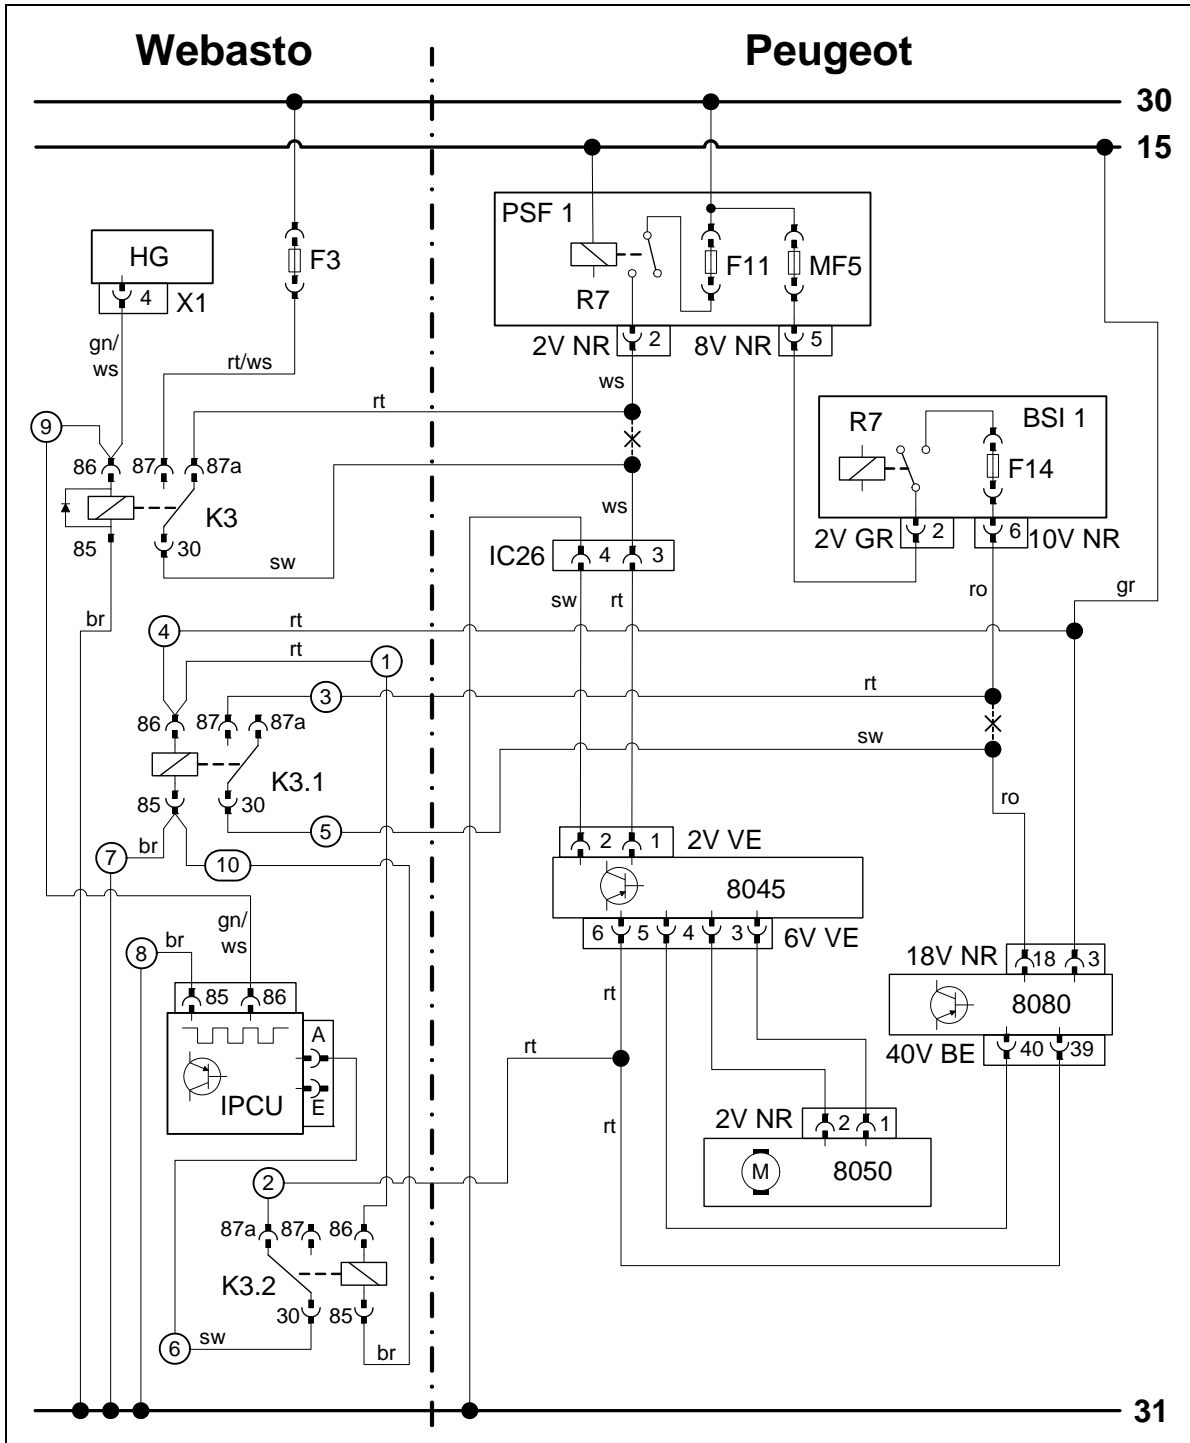 Webasto Peugeot
30
15
PSF 1
HG
F3
F11 MF5
4 X1
R7
gn/
ws
2V NR 2 8V NR 5
rt/ws
ws
rt
9
R7 BSI 1
86 87 87a
F14
K3
ws
85 30
2V GR 2 6 10V NR
IC26 4 3
sw
sw rt
ro
gr
br
4 rt
rt 1
3 rt
86 87 87a
sw
K3.1
85 30
ro
5
2 1 2V VE
7 br
10
8045
gn/
ws
6 5 4 3 6V VE
8 br
18V NR 18 3
85 86
rt
8080
A
rt
40V BE 40 39
IPCU E
2V NR 2 1
rt
M 8050
2
87a 87 86
K3.2
30 85
6 sw
br
31